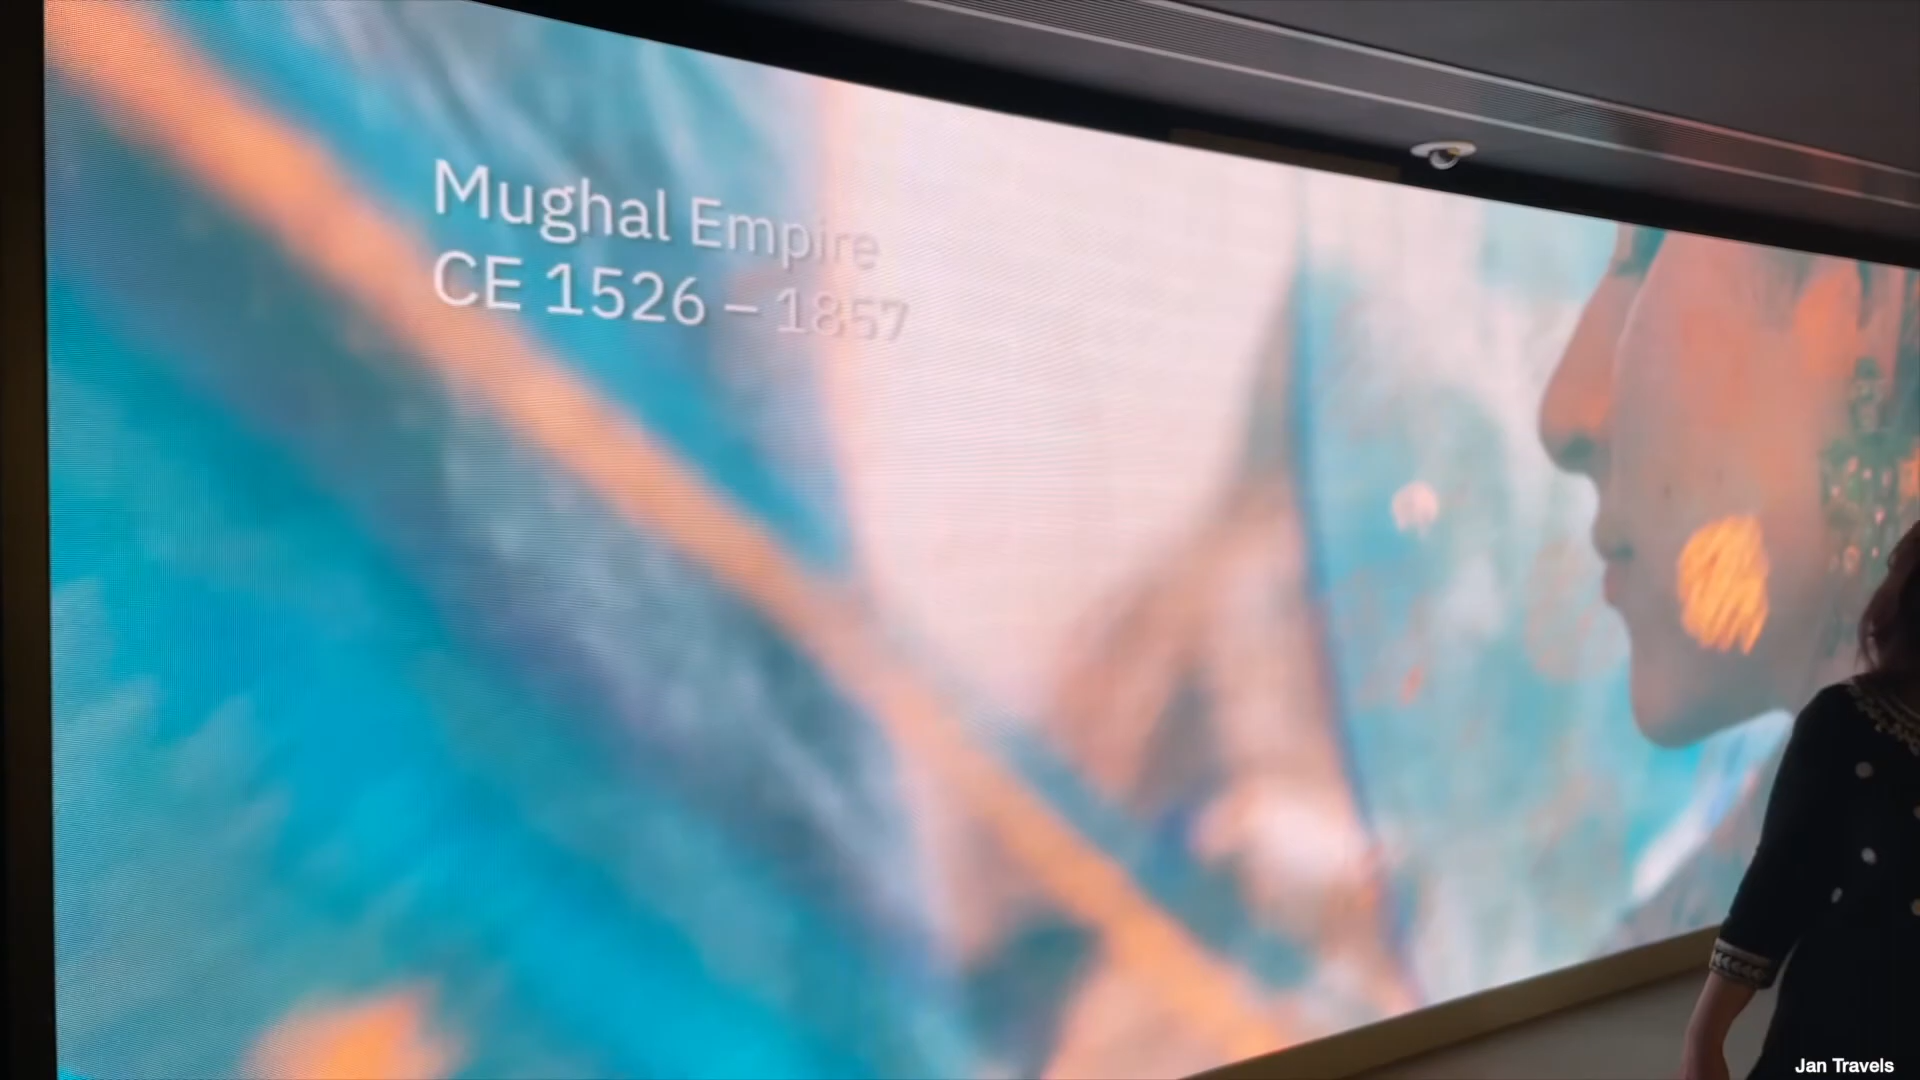 Mughal Empire
CE 1526 – 1857
Jan Travels